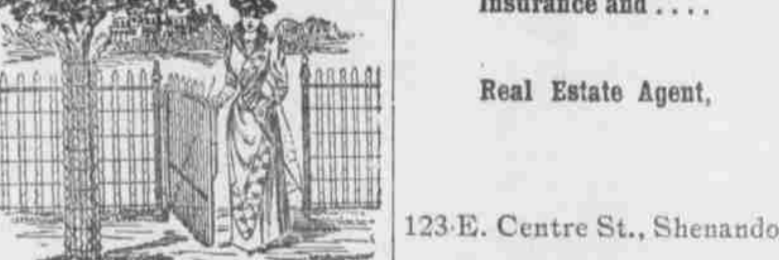 Insurance and ....
Real Estate Agent,
123 E. Centre St., Shenando